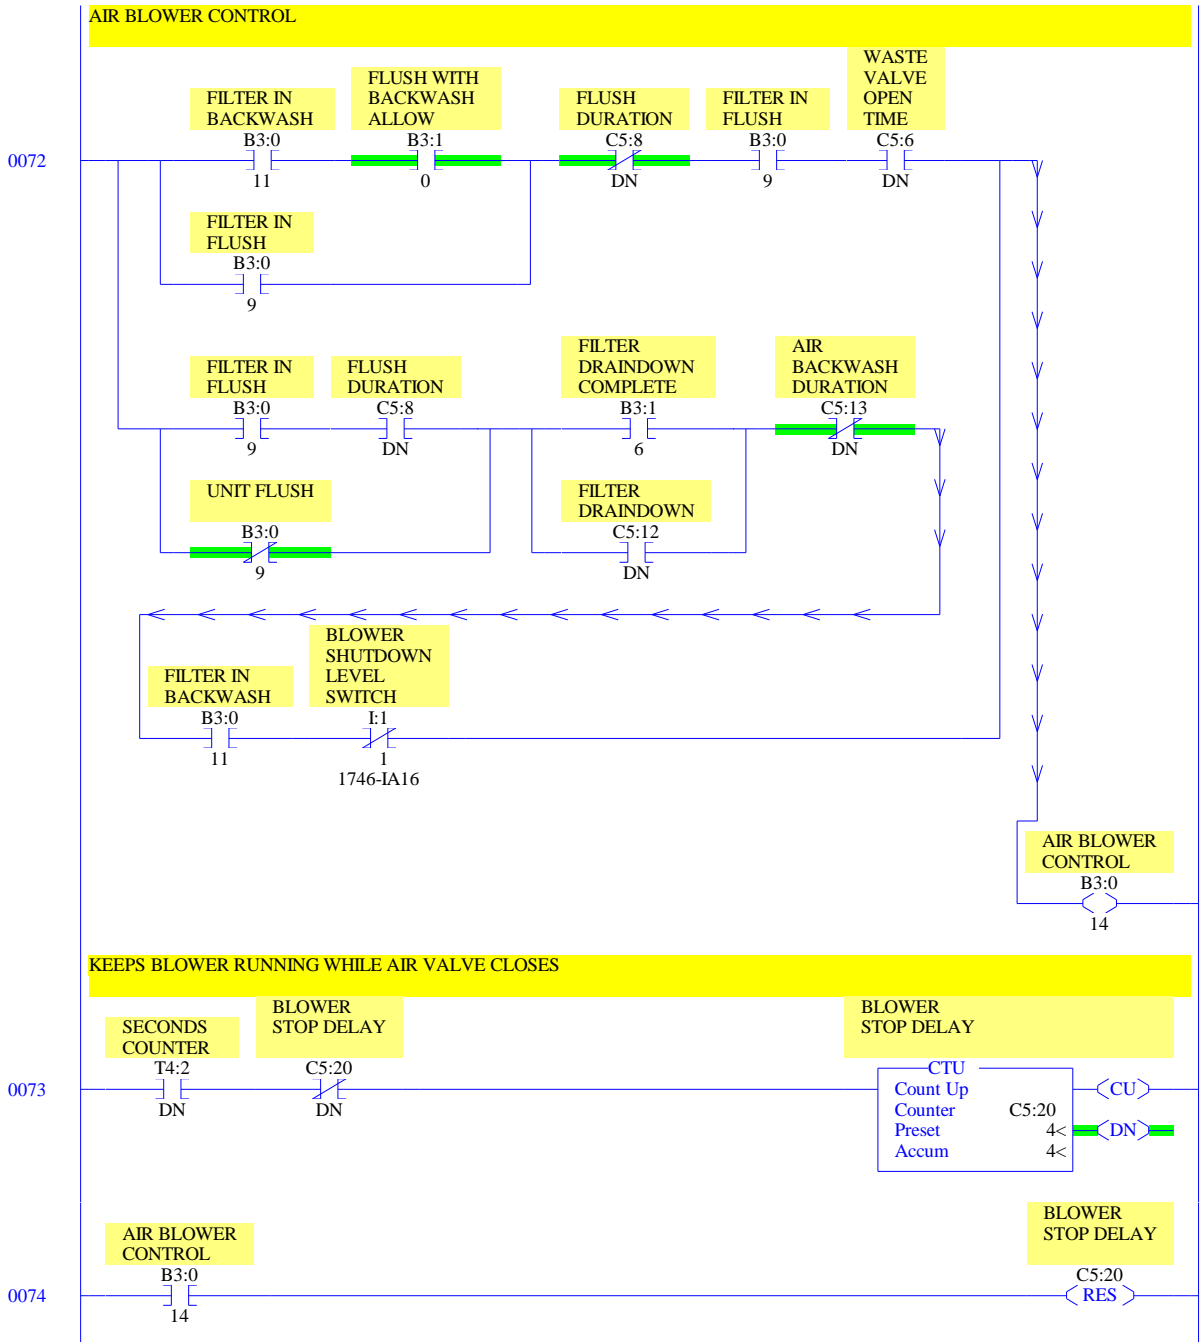 AIR BLOWER CONTROL
WASTE
VALVE
OPEN
TIME
FLUSH WITH
BACKWASH
ALLOW
FILTER IN
BACKWASH
FLUSH
DURATION
FILTER IN
FLUSH
0072
B3:0
11
B3:1
0
C5:8
DN
B3:0
9
C5:6
DN
FILTER IN
FLUSH
B3:0
9
FILTER IN
FLUSH
B3:0
9
FLUSH
DURATION
C5:8
DN
FILTER
DRAINDOWN
COMPLETE
B3:1
6
AIR
BACKWASH
DURATION
C5:13
DN
UNIT FLUSH
B3:0
9
FILTER
DRAINDOWN
C5:12
DN
FILTER IN
BACKWASH
B3:0
11
BLOWER
SHUTDOWN
LEVEL
SWITCH
I:1
1
1746-IA16
AIR BLOWER
CONTROL
B3:0
14
KEEPS BLOWER RUNNING WHILE AIR VALVE CLOSES
0073
SECONDS
COUNTER
T4:2
DN
BLOWER
STOP DELAY
C5:20
DN
BLOWER
STOP DELAY
CTU
Count Up
Counter C5:20
Preset 4<
Accum 4<
CU
DN
0074
AIR BLOWER
CONTROL
B3:0
14
BLOWER
STOP DELAY
C5:20
RES